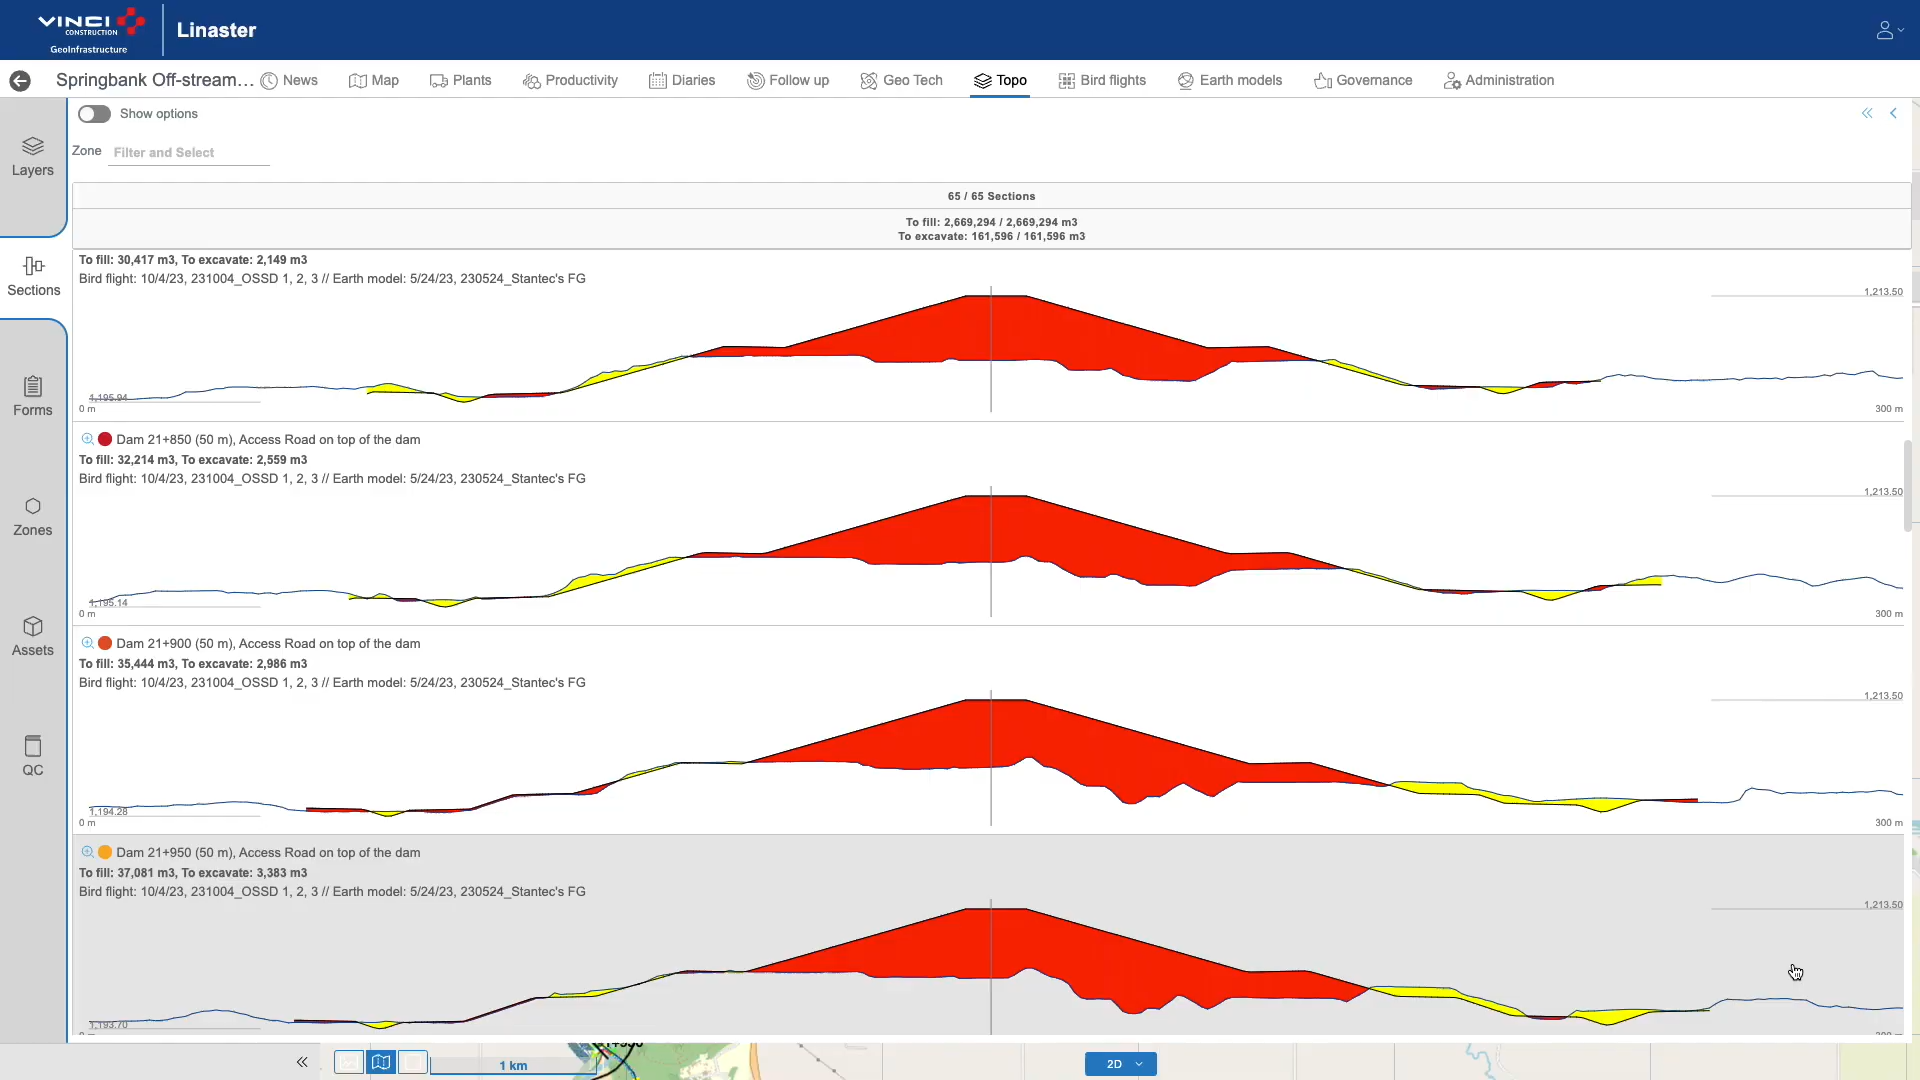 VINCI
CONSTRUCTION
GeoInfrastructure
Linaster
Springbank Off-stream...
News
Map
Plants
Productivity
Diaries
Follow up
Geo Tech
Topo
Bird flights
Earth models
Governance
Administration
Show options
Layers
Zone
Filter and Select
65 / 65 Sections
To fill: 2,669,294 / 2,669,294 m3
To excavate: 161,596 / 161,596 m3
To fill: 30,417 m3, To excavate: 2,149 m3
Bird flight: 10/4/23, 231004_OSSD 1, 2, 3 // Earth model: 5/24/23, 230524_Stantec's FG
1,213.50
1,195.94
0 m
300 m
Sections
Dam 21+850 (50 m), Access Road on top of the dam
To fill: 32,214 m3, To excavate: 2,559 m3
Bird flight: 10/4/23, 231004_OSSD 1, 2, 3 // Earth model: 5/24/23, 230524_Stantec's FG
1,213.50
1,195.14
0 m
300 m
Forms
Zones
Dam 21+900 (50 m), Access Road on top of the dam
To fill: 35,444 m3, To excavate: 2,986 m3
Bird flight: 10/4/23, 231004_OSSD 1, 2, 3 // Earth model: 5/24/23, 230524_Stantec's FG
1,213.50
1,194.28
0 m
300 m
Assets
QC
Dam 21+950 (50 m), Access Road on top of the dam
To fill: 37,081 m3, To excavate: 3,383 m3
Bird flight: 10/4/23, 231004_OSSD 1, 2, 3 // Earth model: 5/24/23, 230524_Stantec's FG
1,213.50
1,193.70
1 km
2D